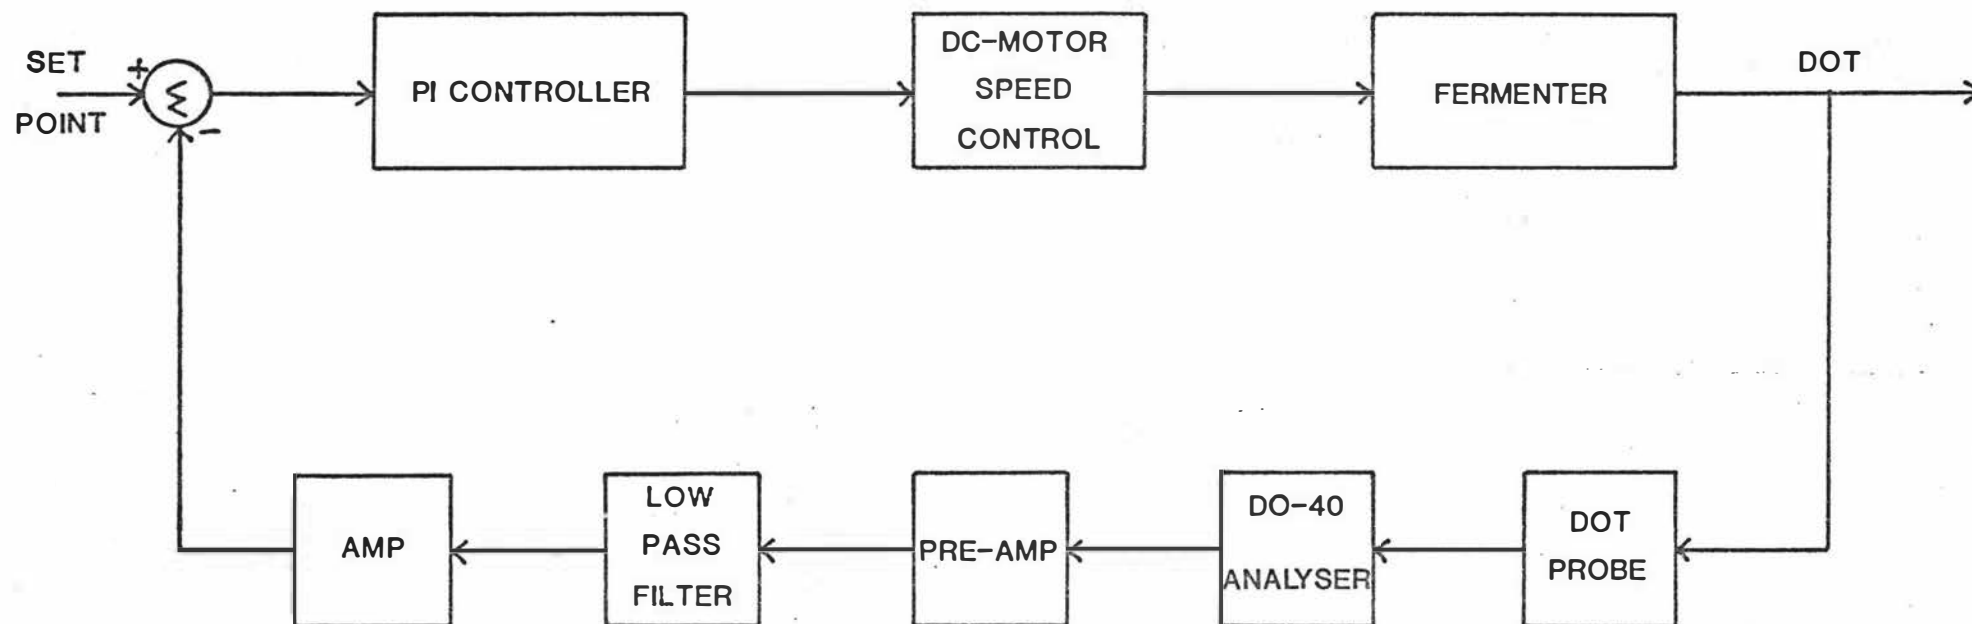 SET
POINT
+
Σ
-
PI CONTROLLER
DC-MOTOR
SPEED
CONTROL
FERMENTER
DOT
AMP
LOW
PASS
FILTER
PRE-AMP
DO-40
ANALYSER
DOT
PROBE